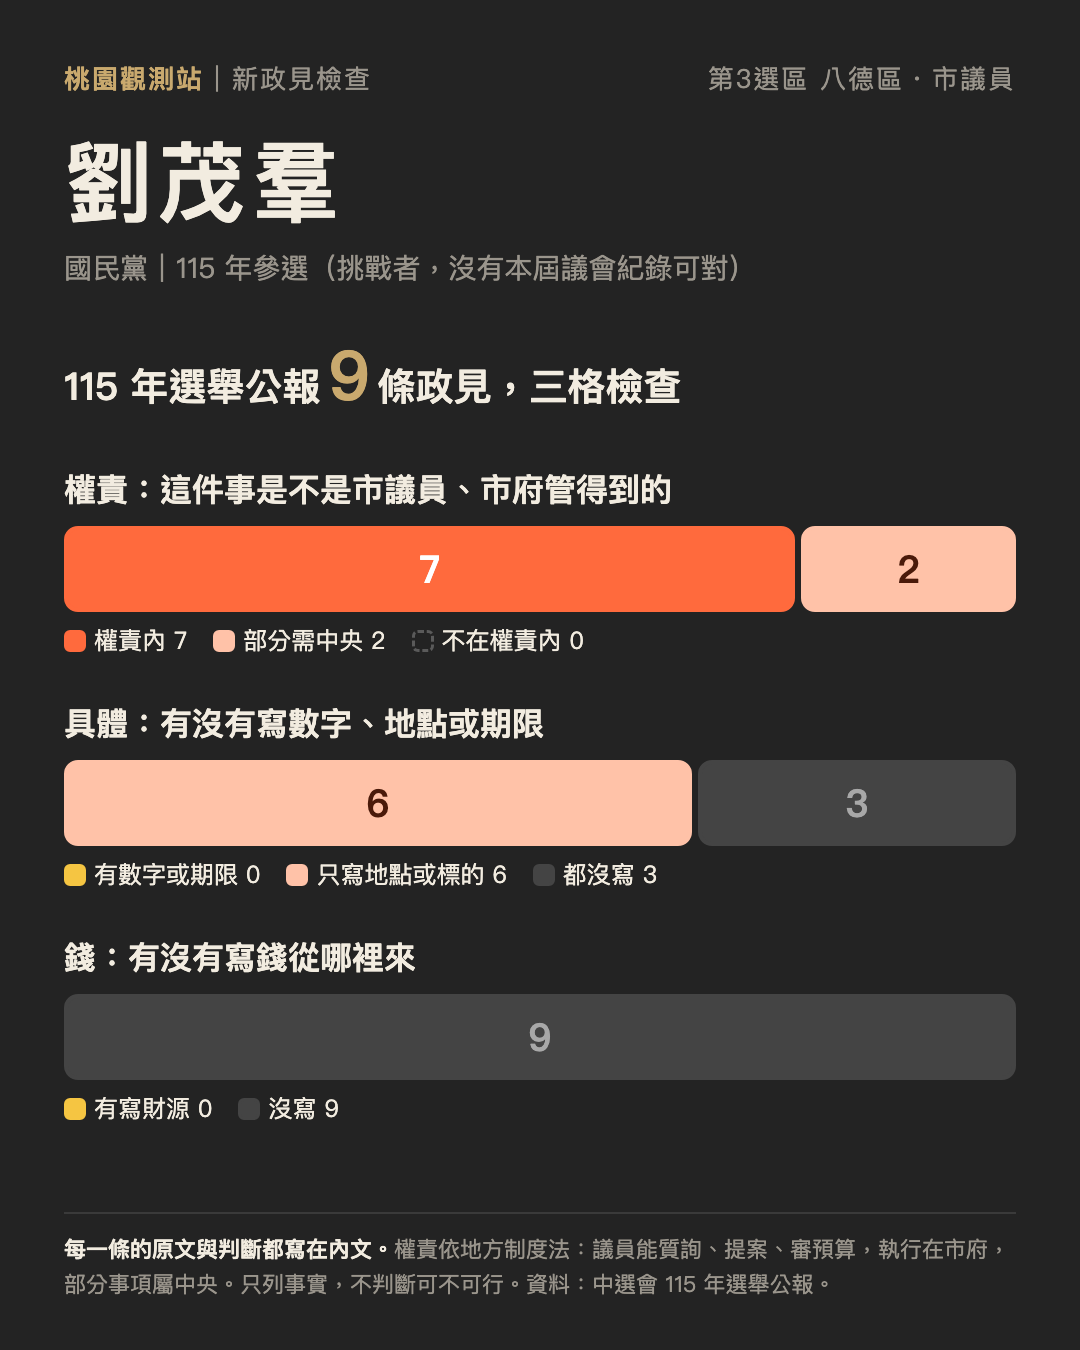 桃園觀測站｜新政見檢查
第3選區 八德區·市議員
劉茂羣
國民黨｜115 年參選（挑戰者，沒有本屆議會紀錄可對）
115 年選舉公報 9 條政見，三格檢查
權責：這件事是不是市議員、市府管得到的
7 2
權責內 7 部分需中央 2 不在權責內 0
具體：有沒有寫數字、地點或期限
6 3
有數字或期限 0 只寫地點或標的 6 都沒寫 3
錢：有沒有寫錢從哪裡來
9
有寫財源 0 沒寫 9
每一條的原文與判斷都寫在內文。權責依地方制度法：議員能質詢、提案、審預算，執行在市府，
部分事項屬中央。只列事實，不判斷可不可行。資料：中選會 115 年選舉公報。